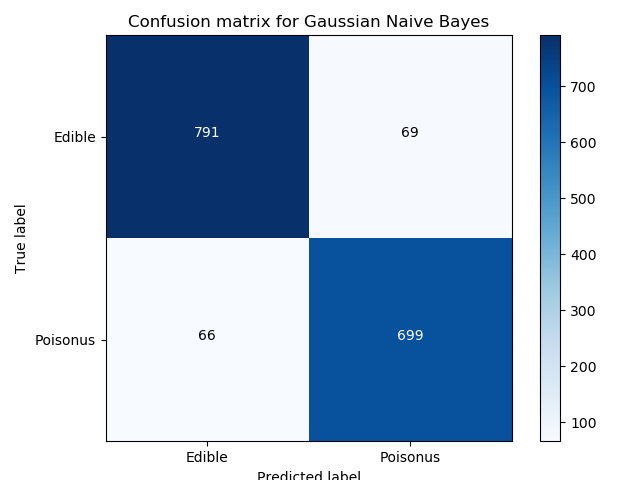 Confusion matrix for Gaussian Naive Bayes
True label
Edible
791
69
Poisonus
66
699
Edible
Poisonus
Predicted label
700
600
500
400
300
200
100